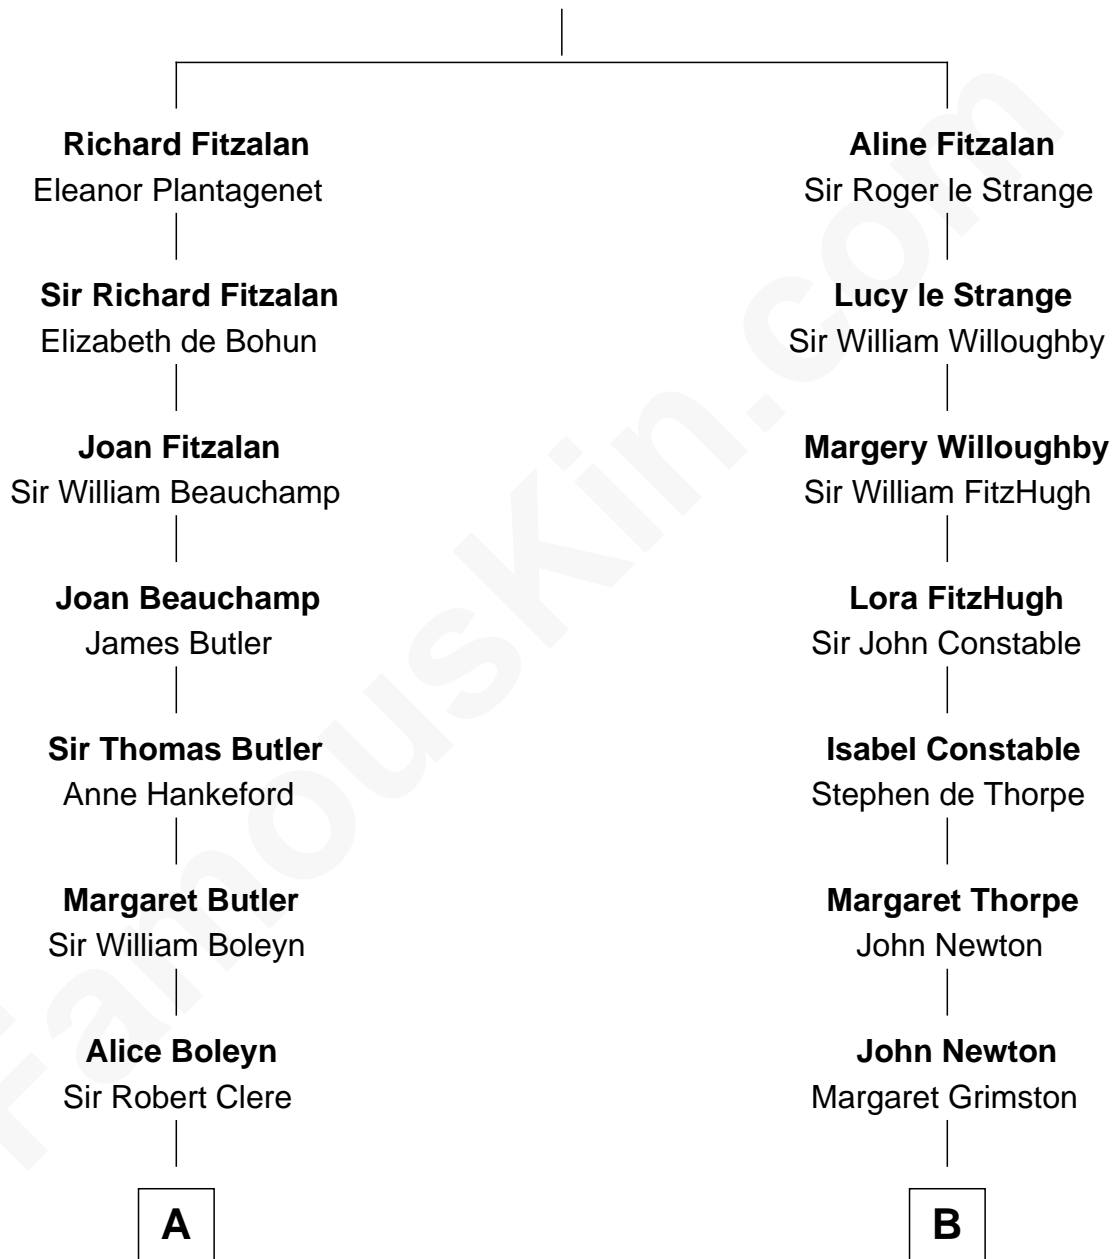 Richard Fitzalan
Eleanor Plantagenet
Sir Richard Fitzalan
Elizabeth de Bohun
Joan Fitzalan
Sir William Beauchamp
Joan Beauchamp
James Butler
Sir Thomas Butler
Anne Hankeford
Margaret Butler
Sir William Boleyn
Alice Boleyn
Sir Robert Clere
A
Aline Fitzalan
Sir Roger le Strange
Lucy le Strange
Sir William Willoughby
Margery Willoughby
Sir William FitzHugh
Lora FitzHugh
Sir John Constable
Isabel Constable
Stephen de Thorpe
Margaret Thorpe
John Newton
John Newton
Margaret Grimston
B
FamousKin.com